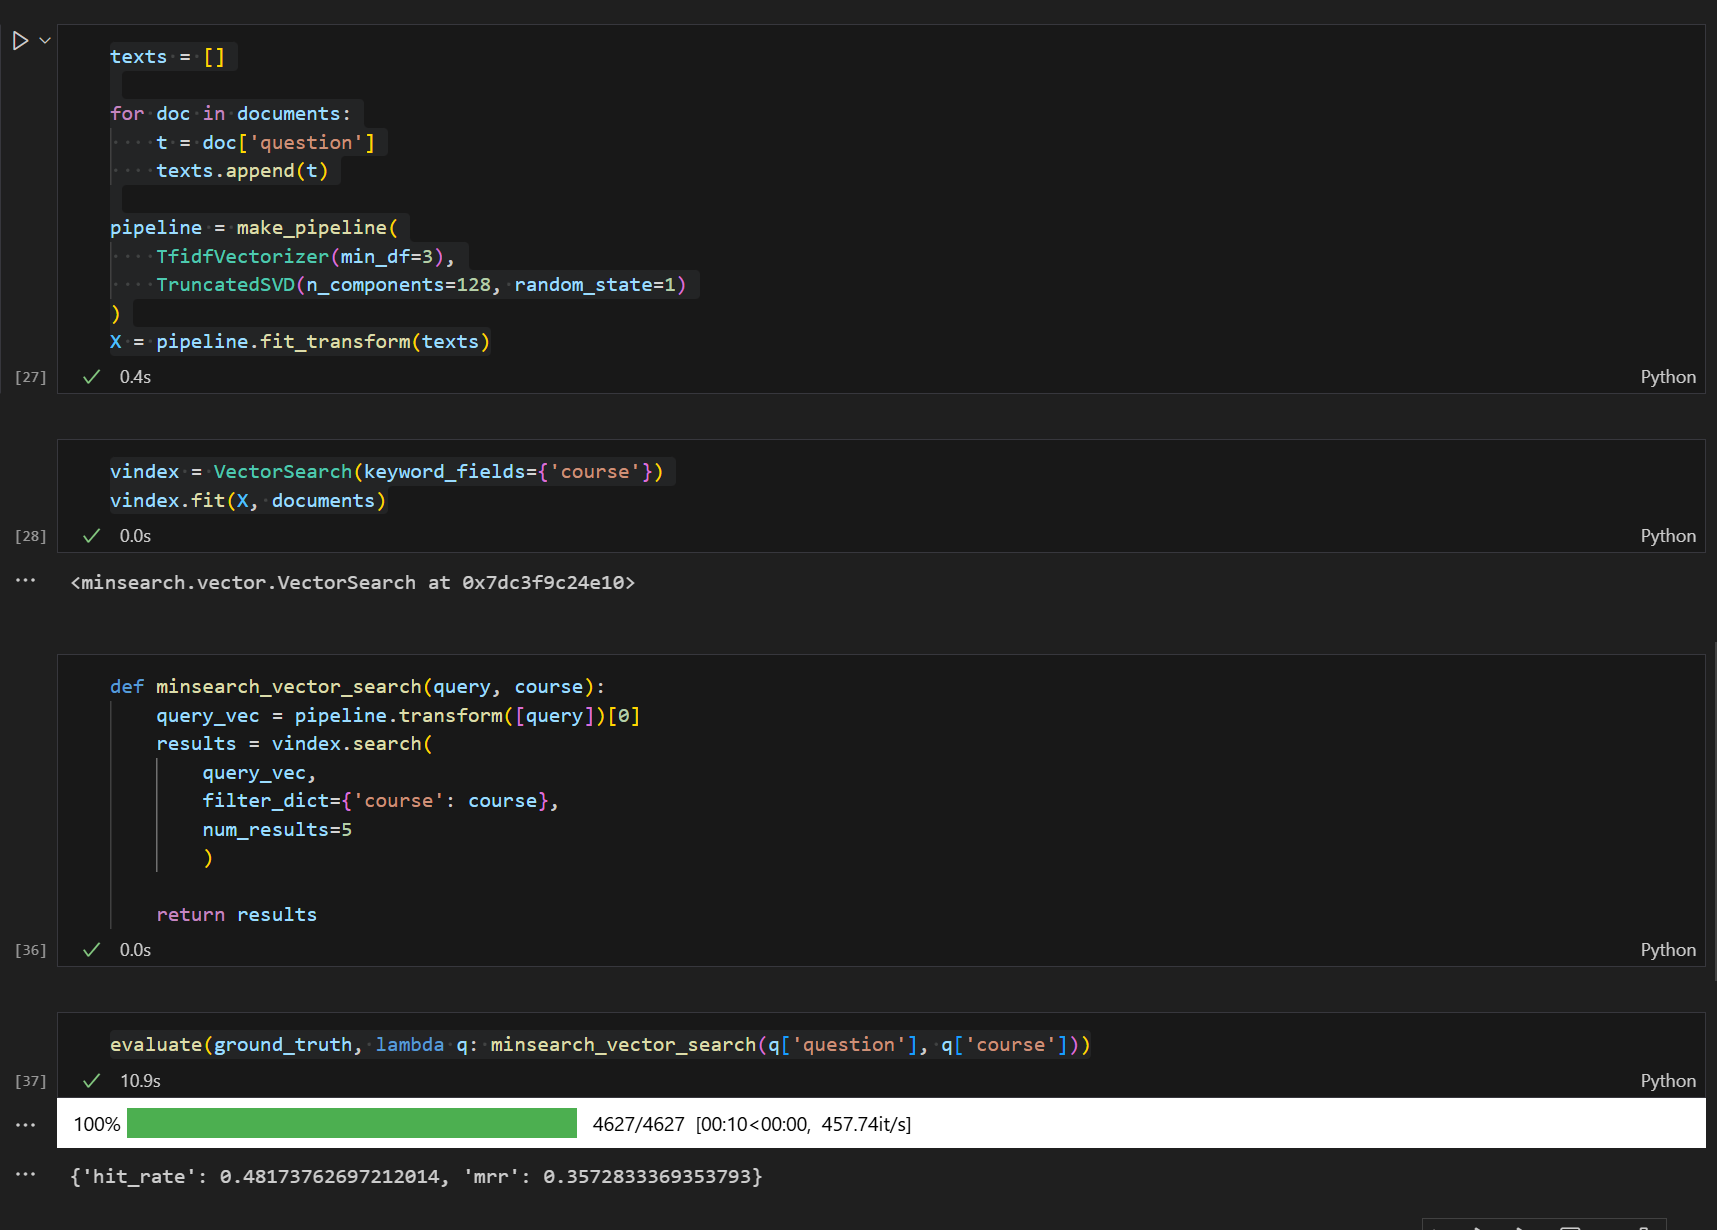 texts = []
for doc in documents:
    t = doc['question']
    texts.append(t)
pipeline = make_pipeline(
    TfidfVectorizer(min_df=3),
    TruncatedSVD(n_components=128, random_state=1)
)
X = pipeline.fit_transform(texts)
[27] 0.4s Python
vindex = VectorSearch(keyword_fields={'course'})
vindex.fit(X, documents)
[28] 0.0s Python
<minsearch.vector.VectorSearch at 0x7dc3f9c24e10>
def minsearch_vector_search(query, course):
    query_vec = pipeline.transform([query])[0]
    results = vindex.search(
        query_vec,
        filter_dict={'course': course},
        num_results=5
        )
    return results
[36] 0.0s Python
evaluate(ground_truth, lambda q: minsearch_vector_search(q['question'], q['course']))
[37] 10.9s Python
100% 4627/4627 [00:10<00:00, 457.74it/s]
{'hit_rate': 0.48173762697212014, 'mrr': 0.3572833369353793}